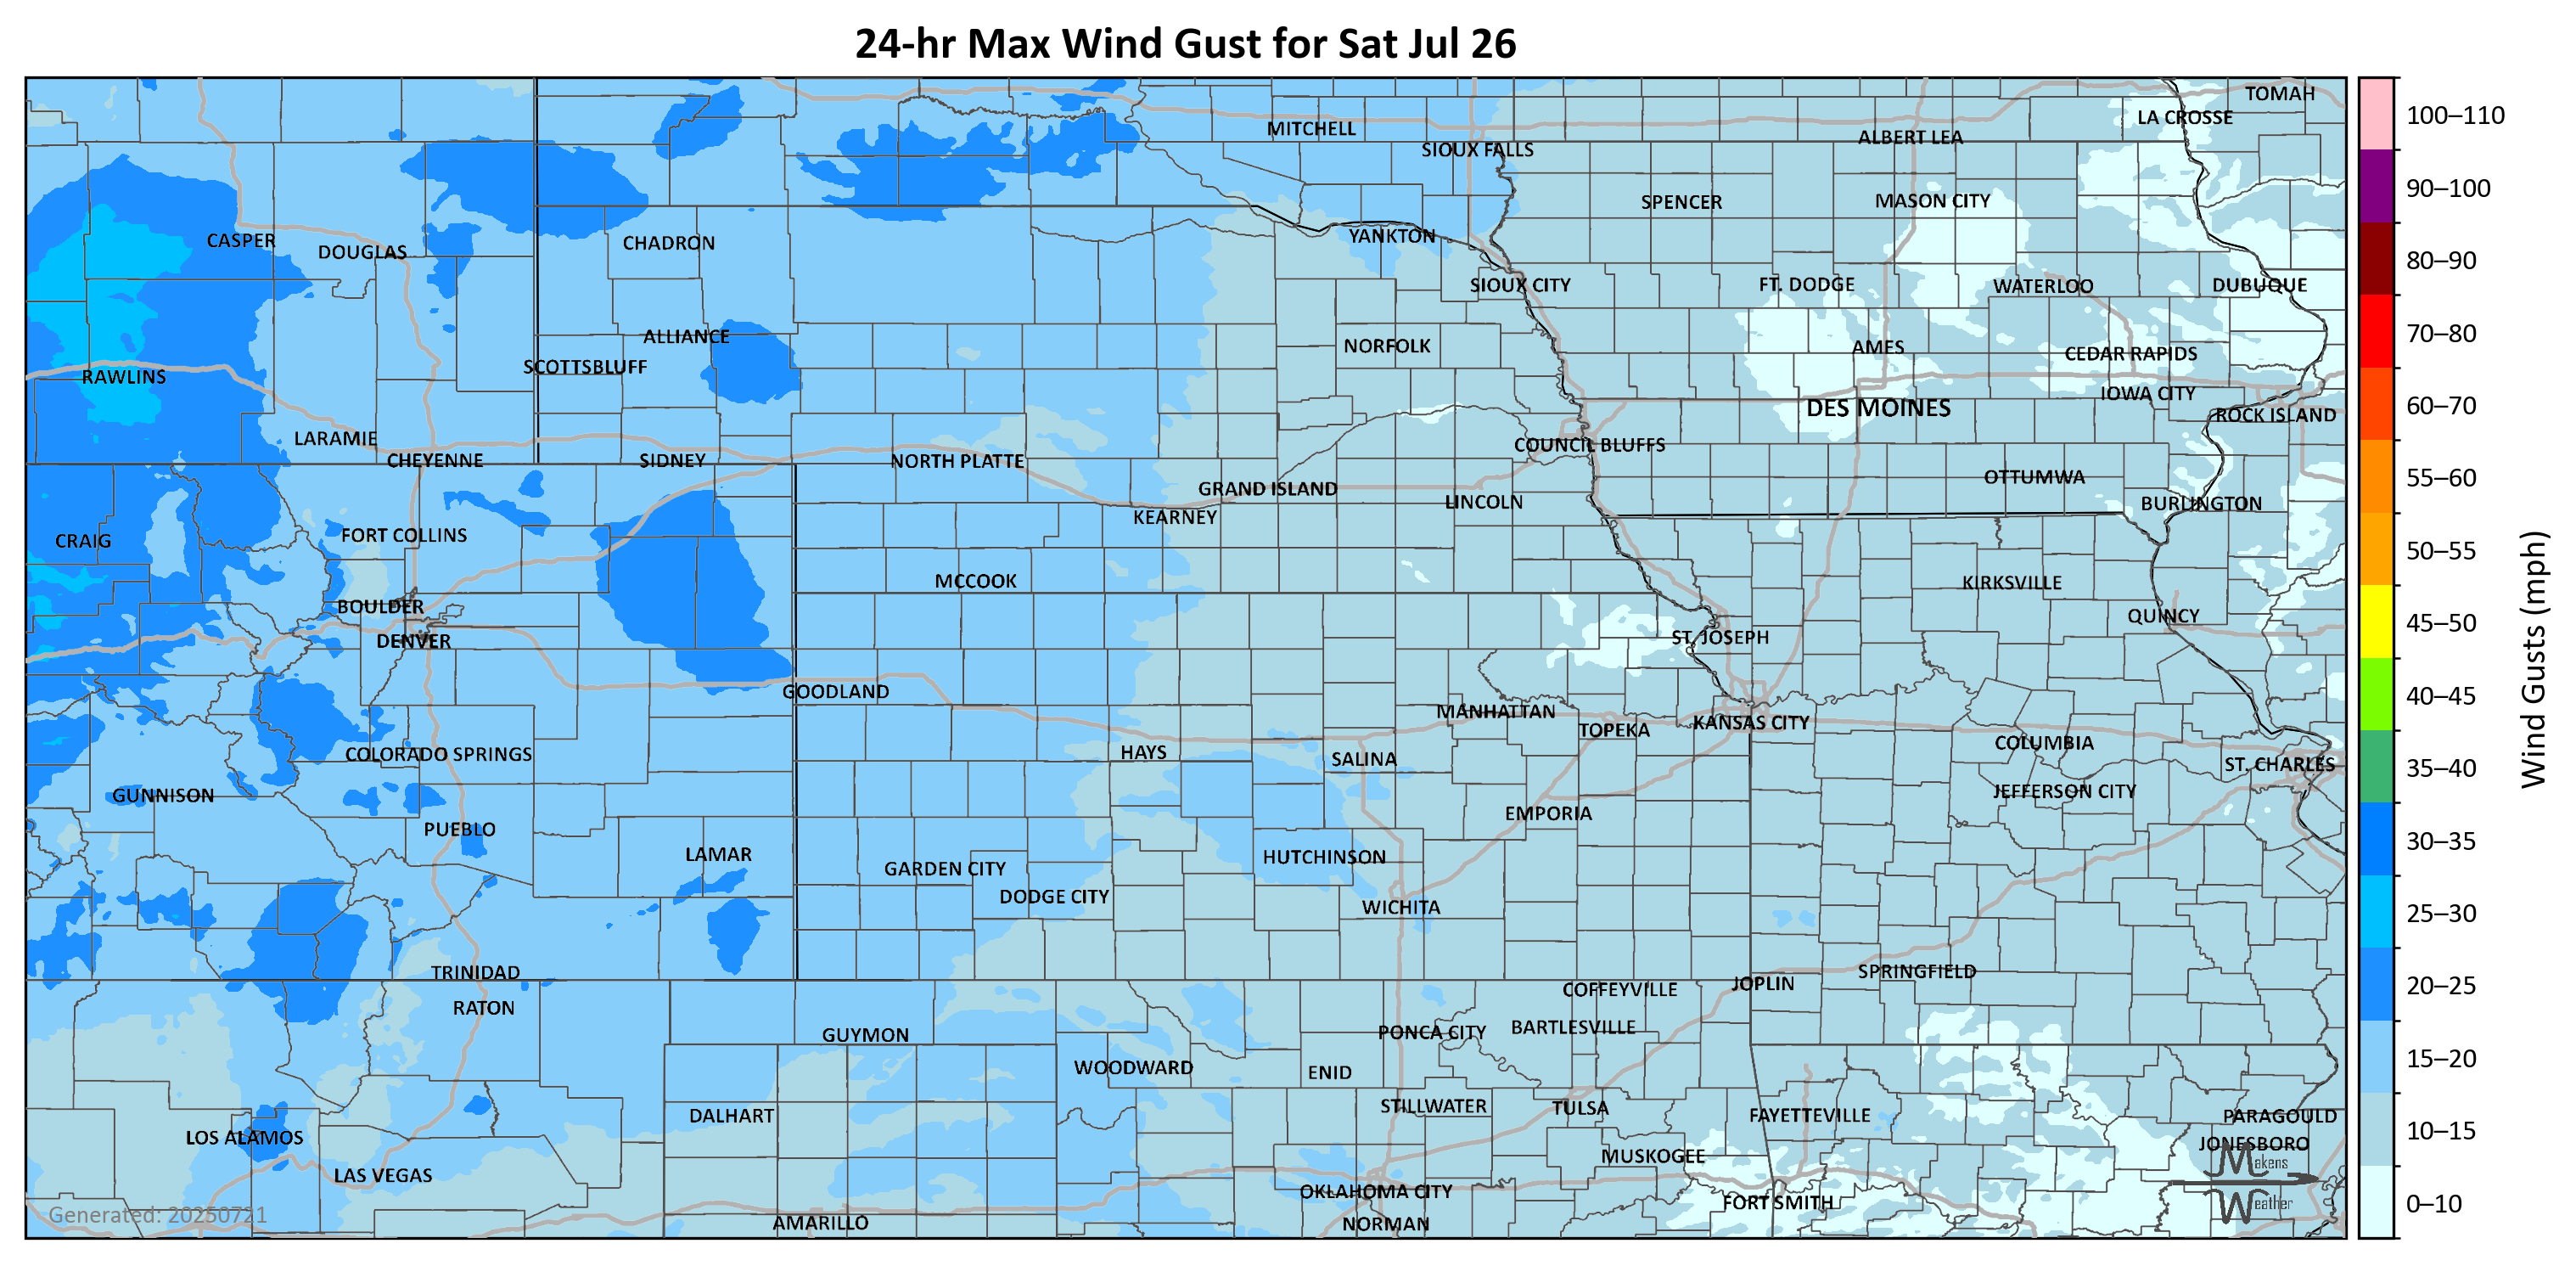 24-hr Max Wind Gust for Sat Jul 26
TOMAH
LA CROSSE
MITCHELL
ALBERT LEA
SIOUX FALLS
SPENCER
MASON CITY
CASPER
DOUGLAS
CHADRON
YANKTON
SIOUX CITY
FT. DODGE
WATERLOO
DUBUQUE
ALLIANCE
NORFOLK
AMES
CEDAR RAPIDS
SCOTTSBLUFF
RAWLINS
IOWA CITY
DES MOINES
ROCK ISLAND
LARAMIE
COUNCIL BLUFFS
CHEYENNE
SIDNEY
NORTH PLATTE
OTTUMWA
GRAND ISLAND
LINCOLN
BURLINGTON
KEARNEY
CRAIG
FORT COLLINS
MCCOOK
KIRKSVILLE
BOULDER
QUINCY
DENVER
ST. JOSEPH
GOODLAND
MANHATTAN
TOPEKA
KANSAS CITY
COLORADO SPRINGS
HAYS
SALINA
COLUMBIA
ST. CHARLES
GUNNISON
JEFFERSON CITY
EMPORIA
PUEBLO
LAMAR
HUTCHINSON
GARDEN CITY
DODGE CITY
WICHITA
TRINIDAD
SPRINGFIELD
JOPLIN
COFFEYVILLE
RATON
GUYMON
PONCA CITY
BARTLESVILLE
WOODWARD
ENID
DALHART
STILLWATER
TULSA
FAYETTEVILLE
PARAGOULD
LOS ALAMOS
JONESBORO
MUSKOGEE
LAS VEGAS
OKLAHOMA CITY
FORT SMITH
AMARILLO
NORMAN
Generated: 20250721
Makens
Weather
100–110
90–100
80–90
70–80
60–70
55–60
50–55
45–50
40–45
35–40
30–35
25–30
20–25
15–20
10–15
0–10
Wind Gusts (mph)